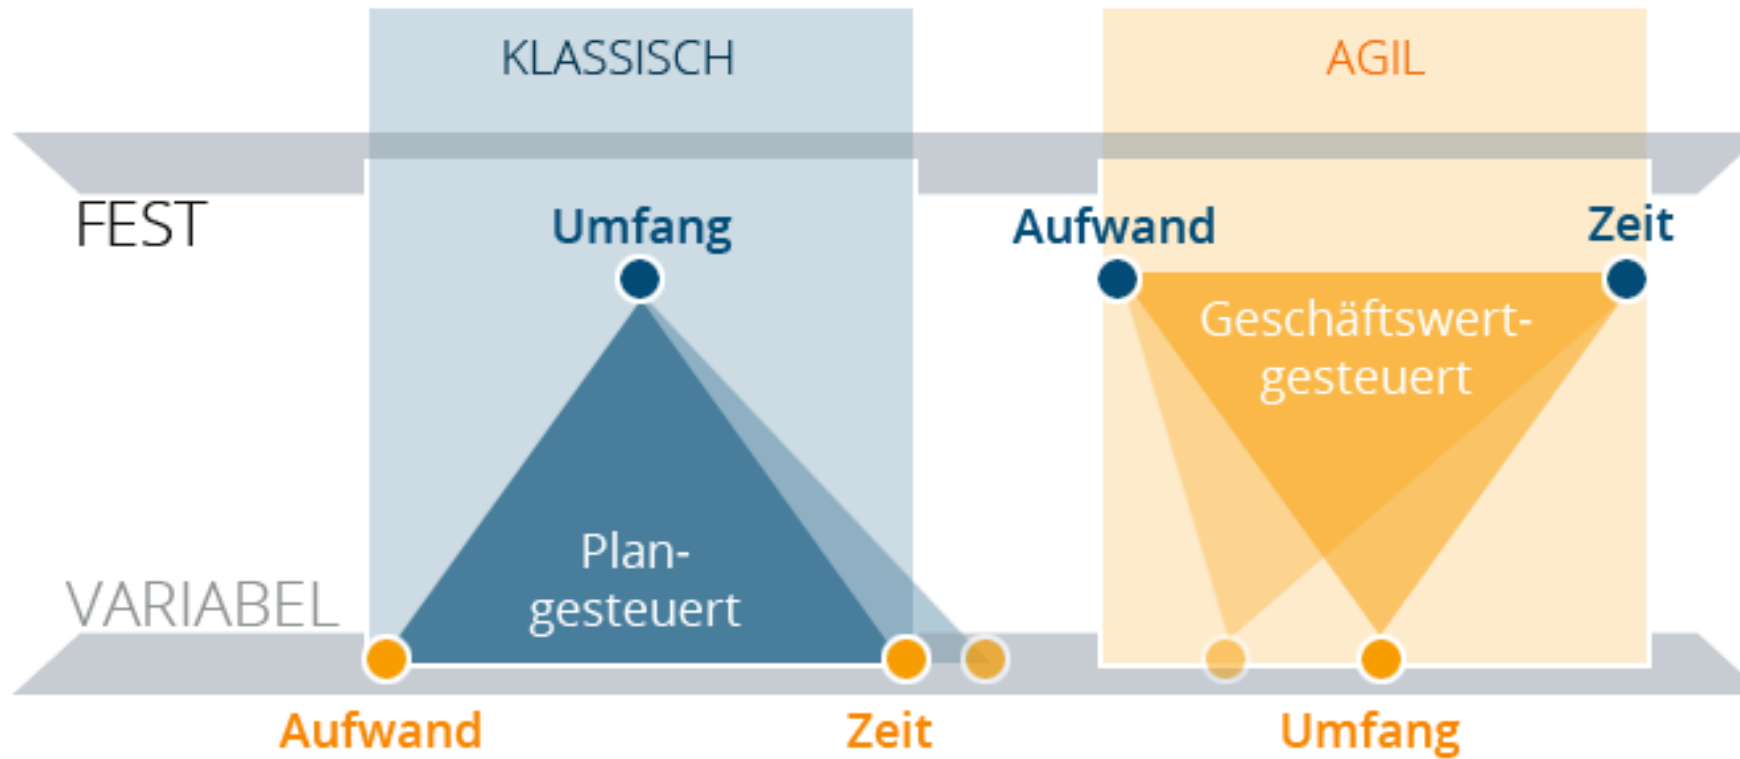 KLASSISCH
AGIL
FEST
Umfang
Aufwand
Zeit
Geschäftswert-
gesteuert
Plan-
gesteuert
VARIABEL
Aufwand
Zeit
Umfang